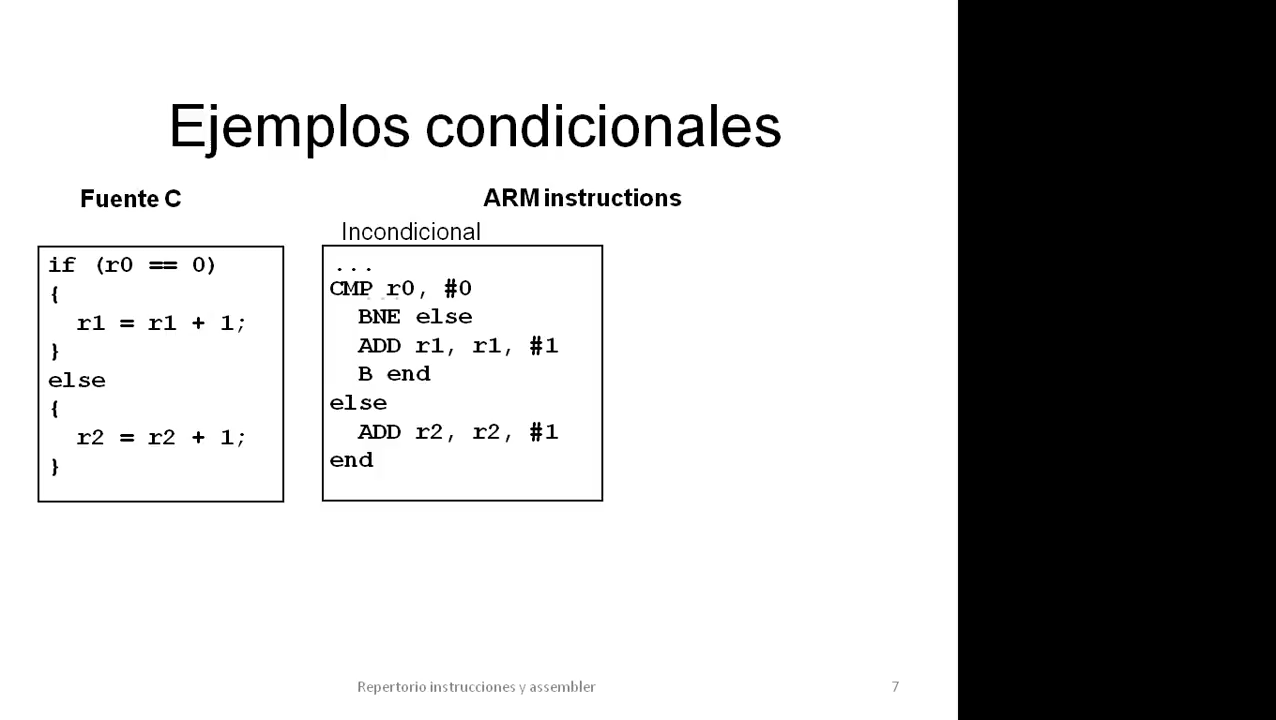 Ejemplos condicionales
Fuente C
ARM instructions
Incondicional
if (r0 == 0)
{
  r1 = r1 + 1;
}
else
{
  r2 = r2 + 1;
}
...
CMP r0, #0
  BNE else
  ADD r1, r1, #1
  B end
else
  ADD r2, r2, #1
end
Repertorio instrucciones y assembler
7